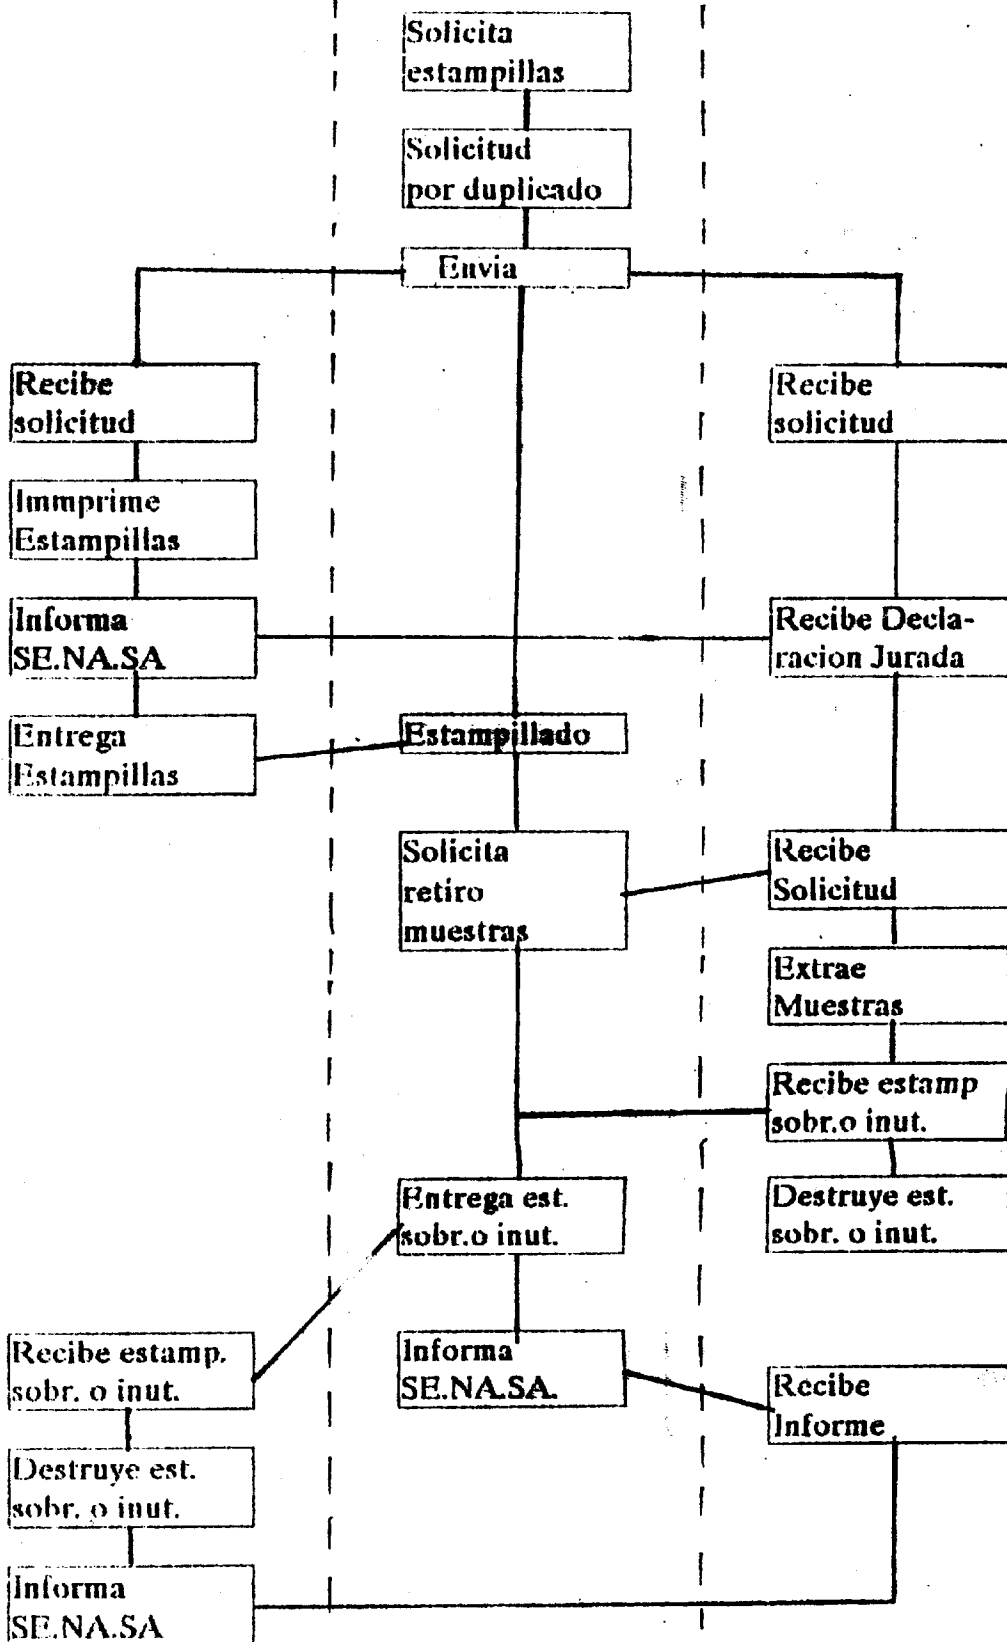 Solicita
estampillas
Solicitud
por duplicado
Envia
Recibe
solicitud
Recibe
solicitud
Immprime
Estampillas
Informa
SE.NA.SA
Recibe Decla-
racion Jurada
Entrega
Estampillas
Estampillado
Solicita
retiro
muestras
Recibe
Solicitud
Extrae
Muestras
Recibe estamp
sobr.o inut.
Entrega est.
sobr.o inut.
Destruye est.
sobr. o inut.
Recibe estamp.
sobr. o inut.
Informa
SE.NA.SA.
Recibe
Informe
Destruye est.
sobr. o inut.
Informa
SE.NA.SA